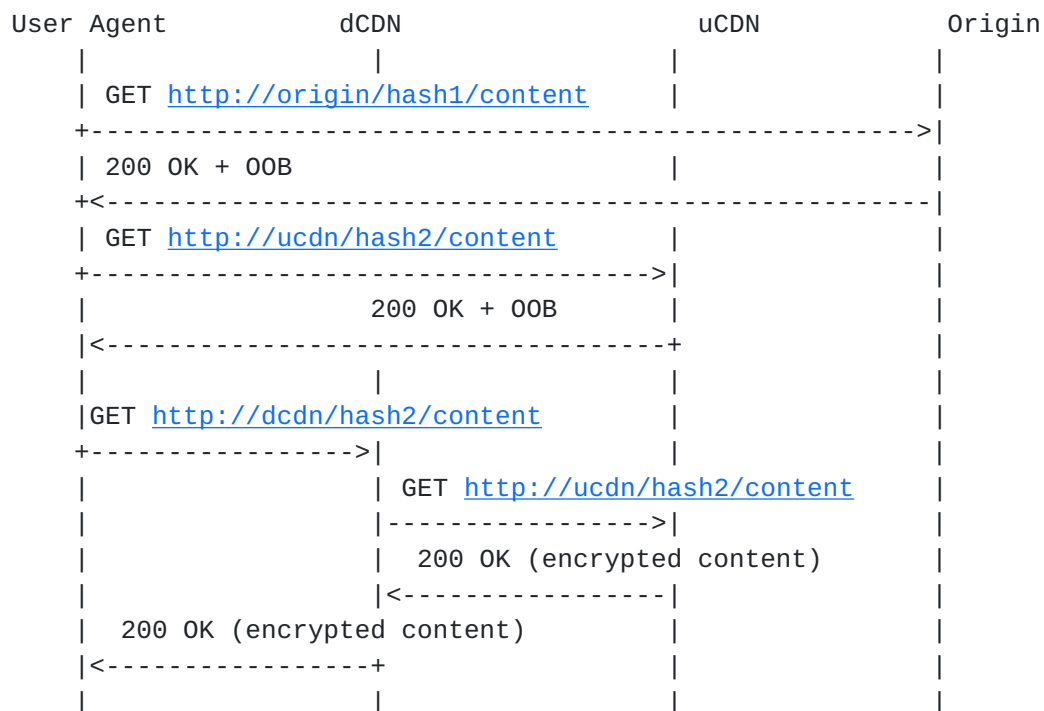 User Agent           dCDN                   uCDN            Origin
    |                  |                  |                |
    | GET http://origin/hash1/content     |                |
    +----------------------------------------------------->|
    | 200 OK + OOB                        |                |
    +<-----------------------------------------------------|
    | GET http://ucdn/hash2/content       |                |
    +------------------------------------>|                |
    |                  200 OK + OOB       |                |
    |<------------------------------------+                |
    |                  |                  |                |
    |GET http://dcdn/hash2/content        |                |
    +----------------->|                  |                |
    |                  | GET http://ucdn/hash2/content     |
    |                  |----------------->|                |
    |                  |  200 OK (encrypted content)       |
    |                  |<-----------------|                |
    |  200 OK (encrypted content)         |                |
    |<-----------------+                  |                |
    |                  |                  |                |